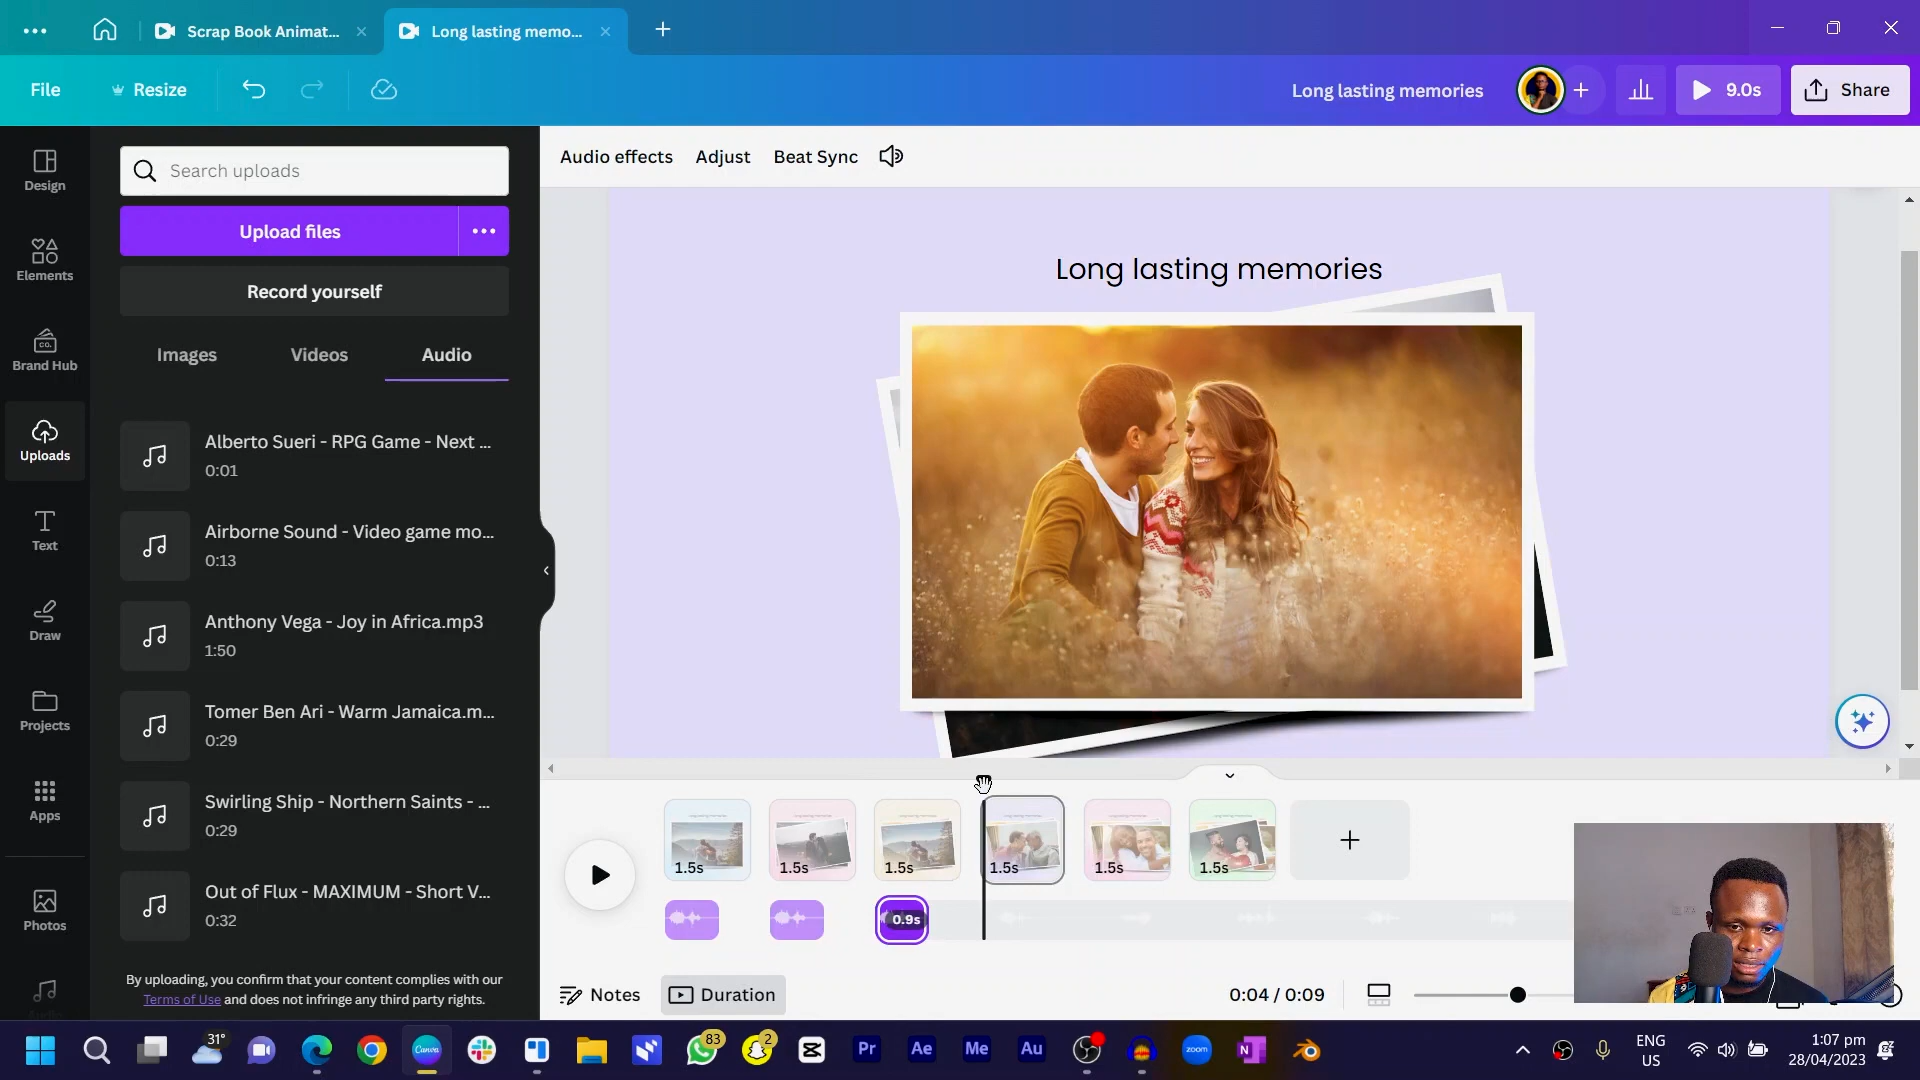 Scrap Book Animat...
Long lasting memo...
File
Resize
Long lasting memories
9.0s
Share
Design
Elements
Brand Hub
Uploads
Text
Draw
Projects
Apps
Photos
Search uploads
Upload files
Record yourself
Images
Videos
Audio
Alberto Sueri - RPG Game - Next ...
0:01
Airborne Sound - Video game mo...
0:13
Anthony Vega - Joy in Africa.mp3
1:50
Tomer Ben Ari - Warm Jamaica.m...
0:29
Swirling Ship - Northern Saints - ...
0:29
Out of Flux - MAXIMUM - Short V...
0:32
By uploading, you confirm that your content complies with our
Terms of Use and does not infringe any third party rights.
Audio effects
Adjust
Beat Sync
Long lasting memories
1.5s
1.5s
1.5s
1.5s
1.5s
1.5s
0.9s
Notes
Duration
0:04 / 0:09
31°
Canva
83
2
Pr
Ae
Me
Au
zoom
N
ENG
US
1:07 pm
28/04/2023